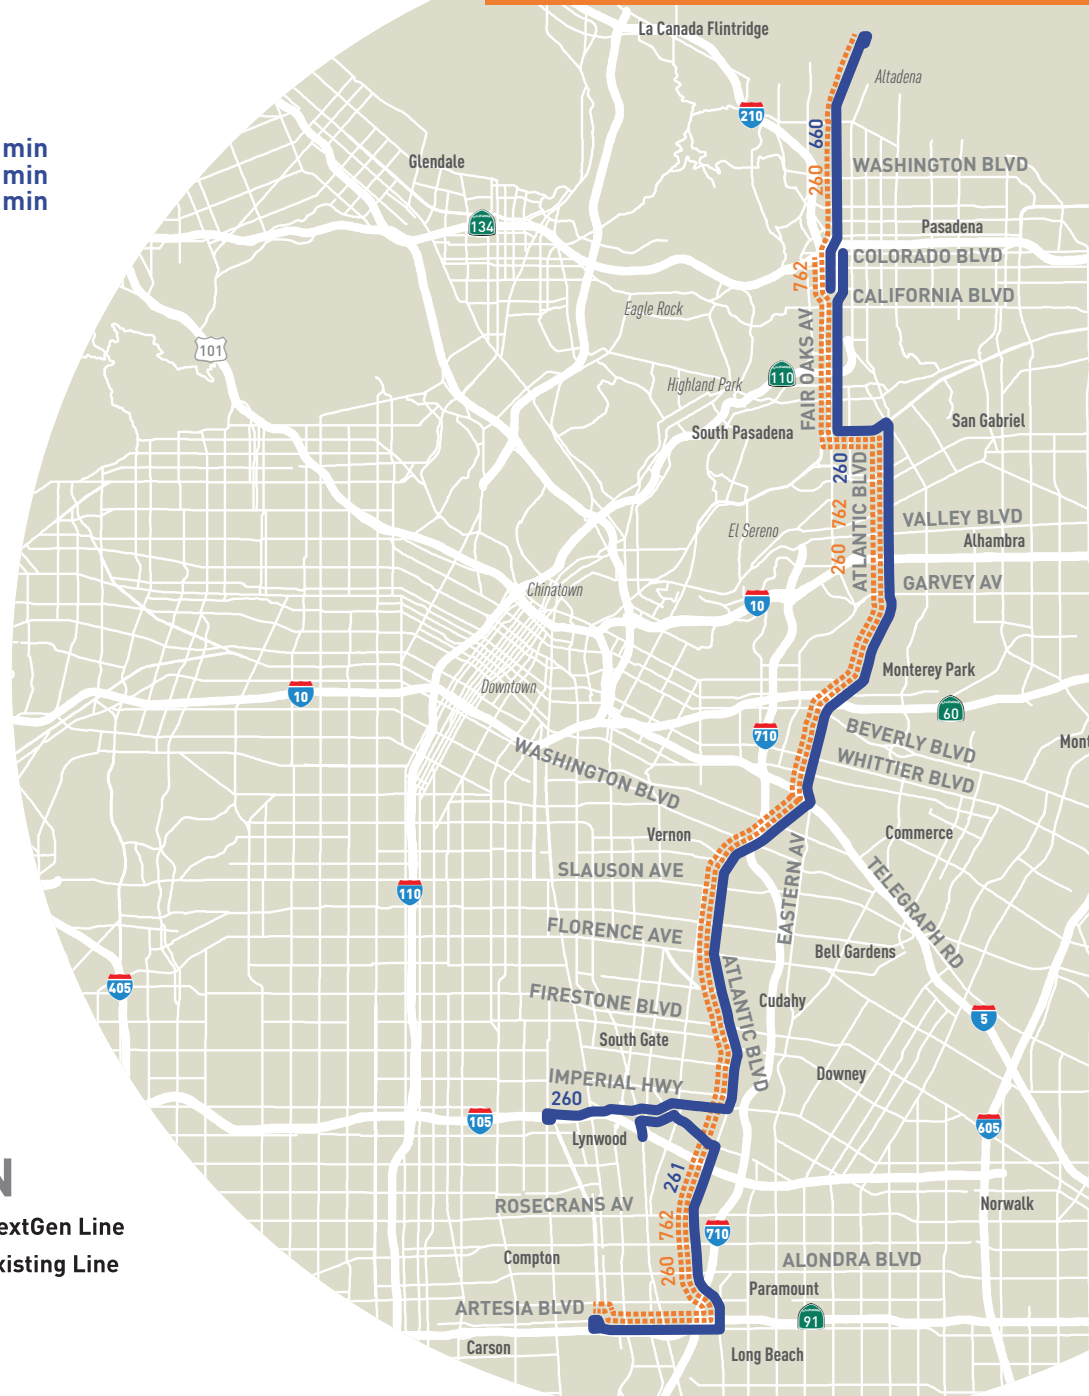 La Canada Flintridge
Altadena
210
660
min
min
min
Glendale
WASHINGTON BLVD
260
134
Pasadena
COLORADO BLVD
762
CALIFORNIA BLVD
Eagle Rock
101
FAIR OAKS AV
110
Highland Park
San Gabriel
South Pasadena
260
ATLANTIC BLVD
762
VALLEY BLVD
El Sereno
Alhambra
260
GARVEY AV
Chinatown
10
Monterey Park
Downtown
10
60
710
BEVERLY BLVD
Mont
WHITTIER BLVD
WASHINGTON BLVD
Vernon
Commerce
SLAUSON AVE
EASTERN AV
TELEGRAPH RD
110
FLORENCE AVE
Bell Gardens
405
ATLANTIC BLVD
FIRESTONE BLVD
Cudahy
5
South Gate
Downey
IMPERIAL HWY
260
105
605
Lynwood
261
N
ROSECRANS AV
Norwalk
extGen Line
762
710
Compton
ALONDRA BLVD
xisting Line
260
Paramount
ARTESIA BLVD
91
Carson
Long Beach